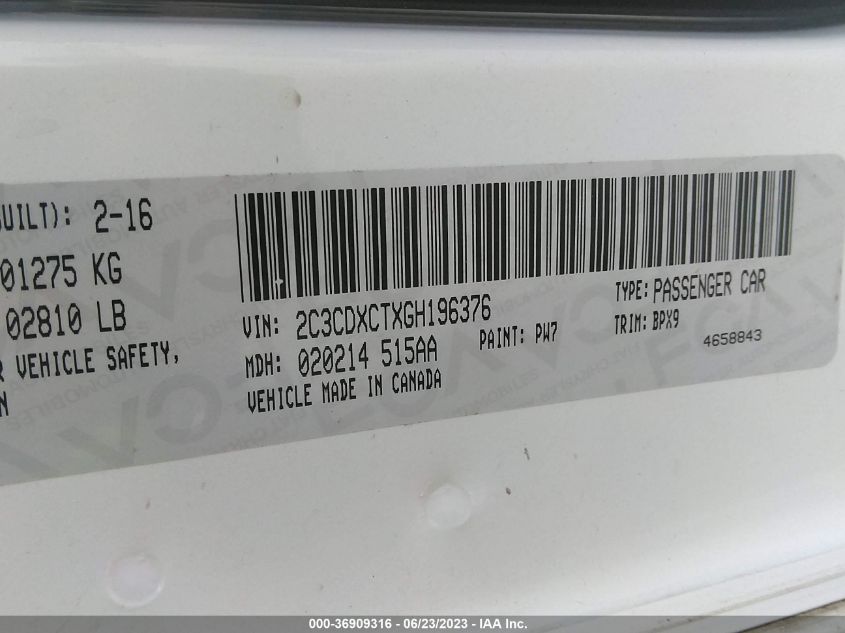 BUILT): 2-16
01275 KG
02810 LB
VEHICLE SAFETY,
N
VIN: 2C3CDXCTXGH196376
TYPE: PASSENGER CAR
MDH: 020214 515AA
PAINT: PW7
TRIM: BPX9
VEHICLE MADE IN CANADA
4658843
000-36909316 - 06/23/2023 - IAA Inc.